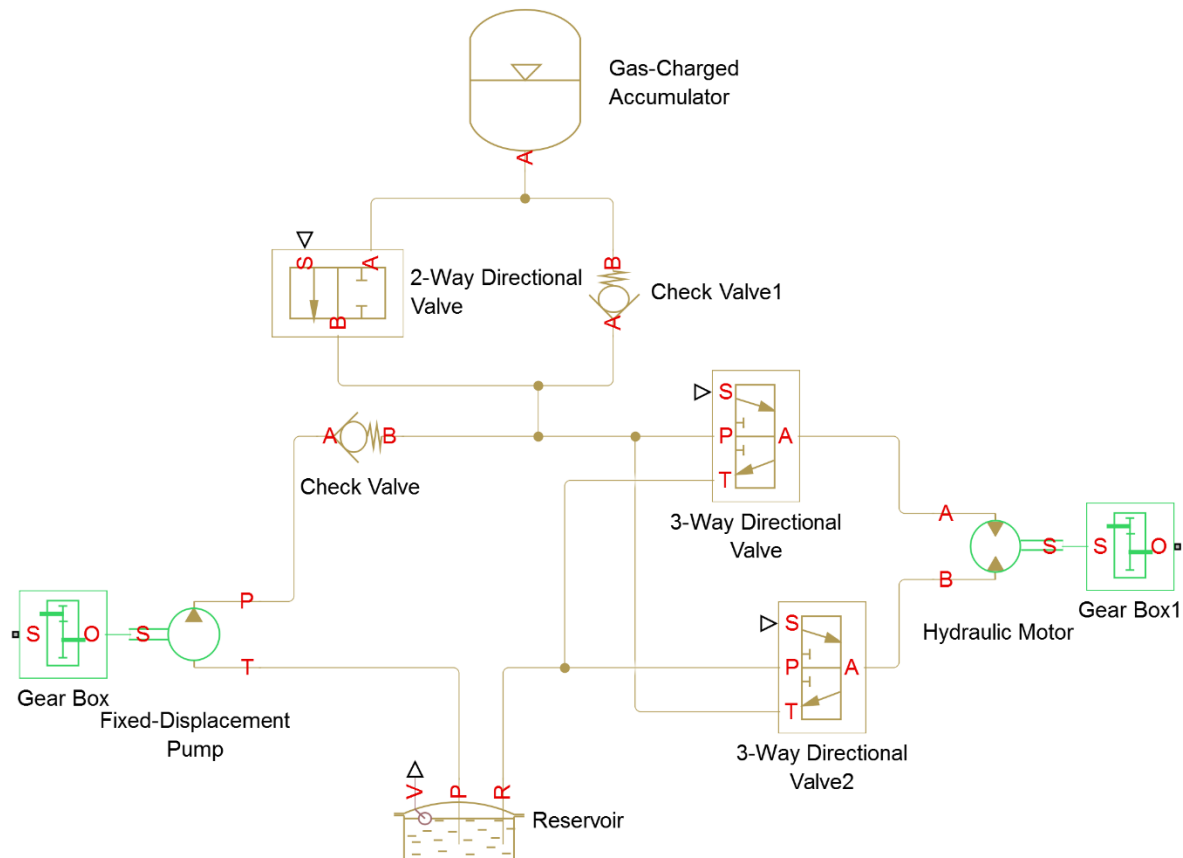 Gas-Charged
Accumulator
A
S
A
2-Way Directional
Valve
B
B
Check Valve1
A
S
A
B
P
A
Check Valve
T
3-Way Directional
Valve
A
S
S
O
B
Gear Box1
P
S
Hydraulic Motor
S
O
S
P
A
T
T
Gear Box
Fixed-Displacement
Pump
3-Way Directional
Valve2
V
P
R
Reservoir